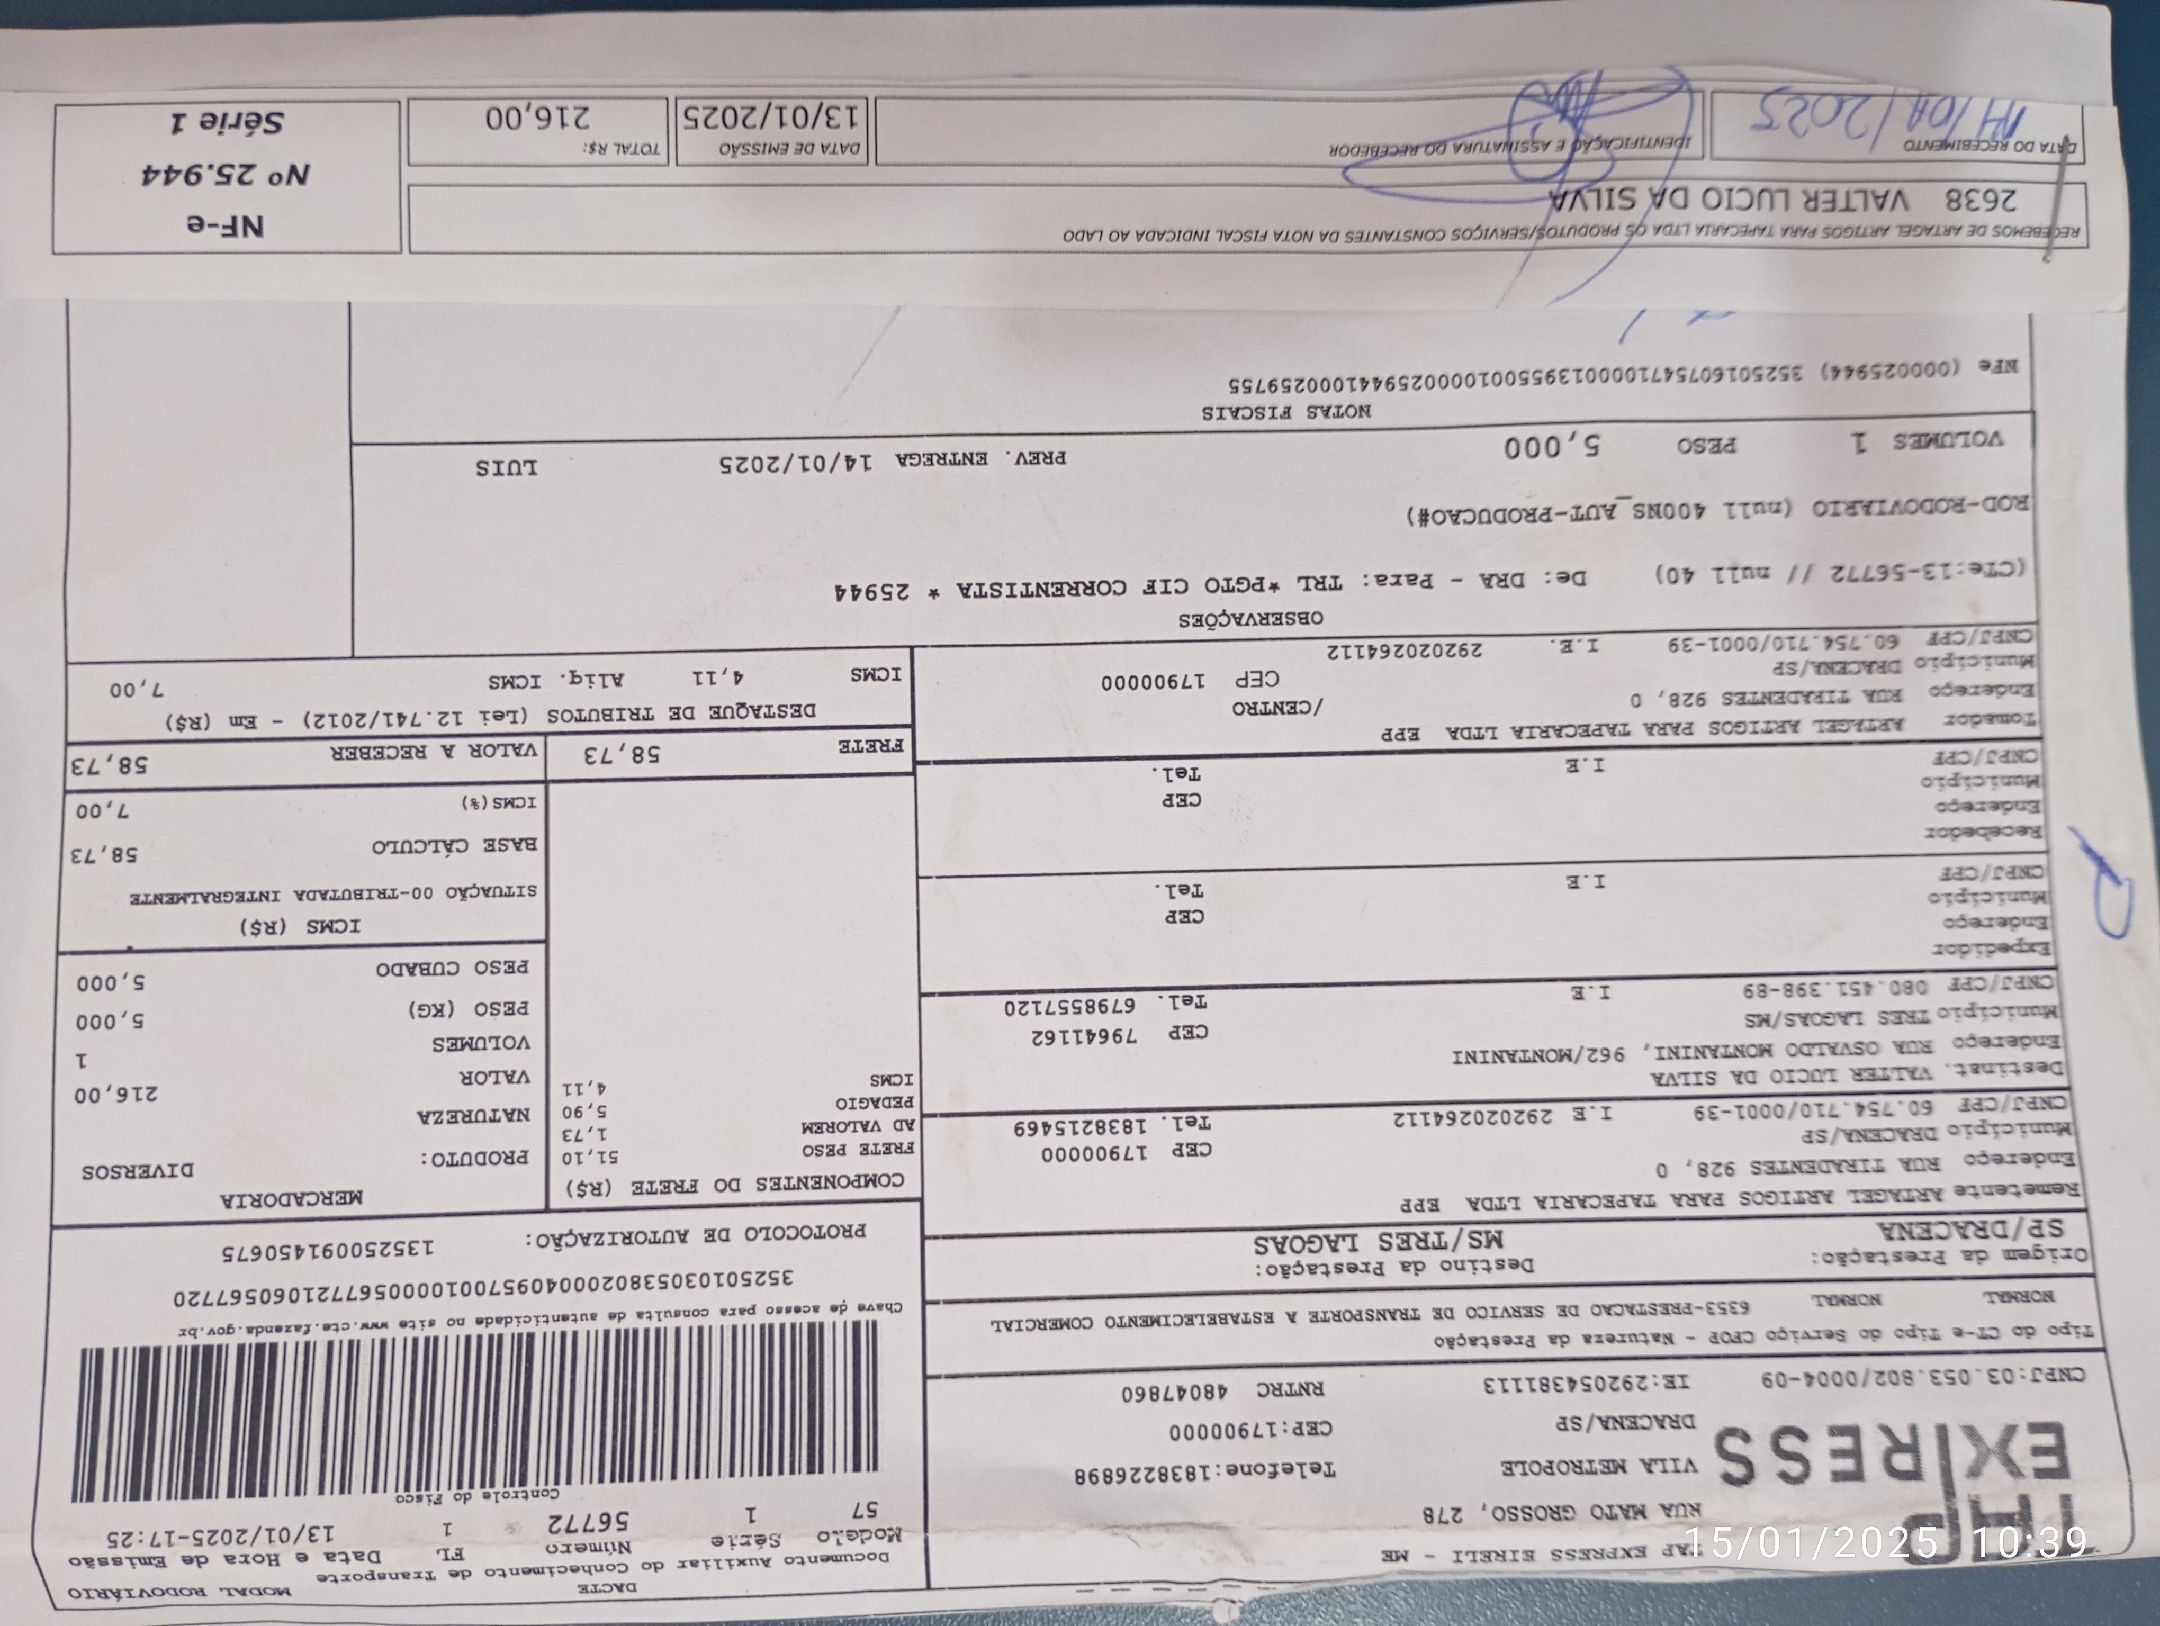 DACTE
MODAL RODOVIÁRIO
Documento Auxiliar do Conhecimento de Transporte
Modelo Série Número FL Data e Hora de Emissão
57 1 56772 1 13/01/2025-17:25
Controle do Fisco
TAP EXPRESS EIRELI - ME
TAP
EXPRESS
RUA MATO GROSSO, 278
VILA METROPOLE Telefone:1838226898
DRACENA/SP CEP:17900000
CNPJ:03.053.802/0004-09 IE:292054381113 RNTRC 48047860
Chave de acesso para consulta de autenticidade no site www.cte.fazenda.gov.br
35250103053802000409570010000567721060567720
PROTOCOLO DE AUTORIZAÇÃO: 135250091450675
Tipo do CT-e Tipo do Serviço CFOP - Natureza da Prestação
NORMAL NORMAL 6353-PRESTACAO DE SERVICO DE TRANSPORTE A ESTABELECIMENTO COMERCIAL
Origem da Prestação: Destino da Prestação:
SP/DRACENA MS/TRES LAGOAS
Remetente ARTAGEL ARTIGOS PARA TAPECARIA LTDA EPP
Endereço RUA TIRADENTES 928, 0
Município DRACENA/SP CEP 17900000
CNPJ/CPF 60.754.710/0001-39 I.E 292020264112 Tel. 1838215469
Destinat. VALTER LUCIO DA SILVA
Endereço RUA OSVALDO MONTANINI, 962/MONTANINI
Município TRES LAGOAS/MS CEP 79641162
CNPJ/CPF 080.451.398-89 I.E Tel. 6798557120
Expedidor
Endereço
Município CEP
CNPJ/CPF I.E Tel.
Recebedor
Endereço
Município CEP
CNPJ/CPF I.E Tel.
Tomador ARTAGEL ARTIGOS PARA TAPECARIA LTDA EPP
Endereço RUA TIRADENTES 928, 0 /CENTRO
Município DRACENA/SP CEP 17900000
CNPJ/CPF 60.754.710/0001-39 I.E. 292020264112
COMPONENTES DO FRETE (R$)
FRETE PESO 51,10
AD VALOREM 1,73
PEDAGIO 5,90
ICMS 4,11
MERCADORIA
PRODUTO: DIVERSOS
NATUREZA
VALOR 216,00
VOLUMES 1
PESO (KG) 5,000
PESO CUBADO 5,000
ICMS (R$)
SITUAÇÃO 00-TRIBUTADA INTEGRALMENTE
BASE CÁLCULO 58,73
ICMS(%) 7,00
FRETE 58,73 VALOR A RECEBER 58,73
DESTAQUE DE TRIBUTOS (Lei 12.741/2012) - Em (R$)
ICMS 4,11 Aliq. ICMS 7,00
OBSERVAÇÕES
(CTe:13-56772 // null 40) De: DRA - Para: TRL *PGTO CIF CORRENTISTA * 25944
ROD-RODOVIARIO (null 400NS_AUT-PRODUCAO#)
VOLUMES 1 PESO 5,000 PREV. ENTREGA 14/01/2025 LUIS
NOTAS FISCAIS
NFe (000025944) 35250160754710000139550010000259441000259755
RECEBEMOS DE ARTAGEL ARTIGOS PARA TAPECARIA LTDA OS PRODUTOS/SERVIÇOS CONSTANTES DA NOTA FISCAL INDICADA AO LADO
2638 VALTER LUCIO DA SILVA
DATA DO RECEBIMENTO
14/01/2025
IDENTIFICAÇÃO E ASSINATURA DO RECEBEDOR
DATA DE EMISSÃO
13/01/2025
TOTAL R$:
216,00
NF-e
Nº 25.944
Série 1
15/01/2025 10:39